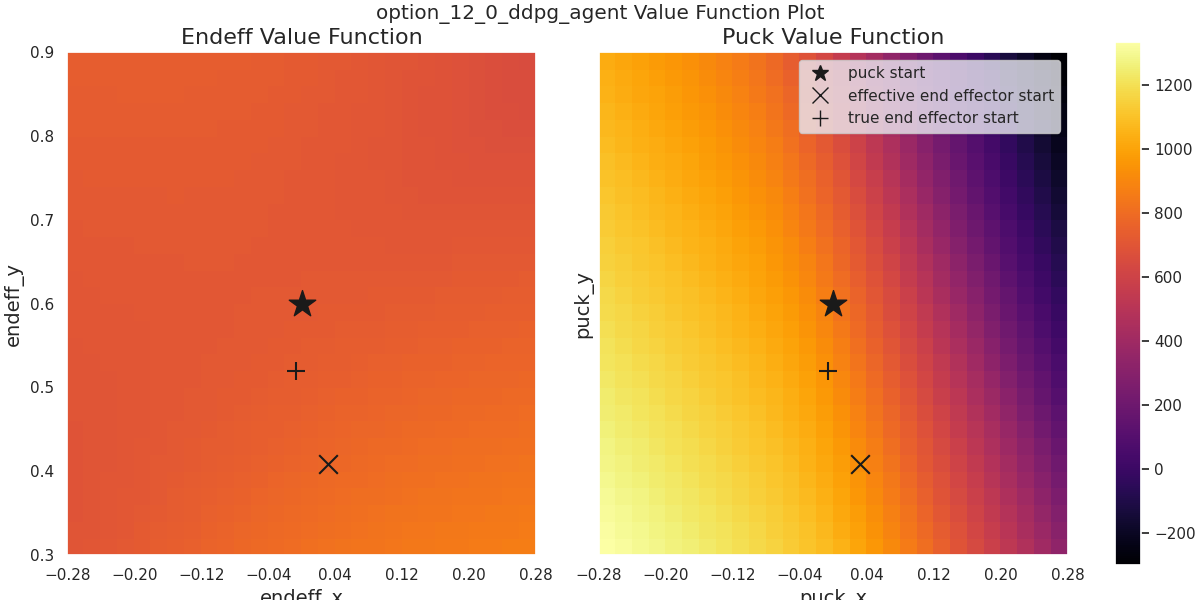 option_12_0_ddpg_agent Value Function Plot
Endeff Value Function
Puck Value Function
puck start
effective end effector start
true end effector start
0.9
0.8
0.7
0.6
0.5
0.4
0.3
endeff_y
−0.28 −0.20 −0.12 −0.04 0.04 0.12 0.20 0.28
endeff_x
puck_y
−0.28 −0.20 −0.12 −0.04 0.04 0.12 0.20 0.28
puck_x
1200
1000
800
600
400
200
0
−200